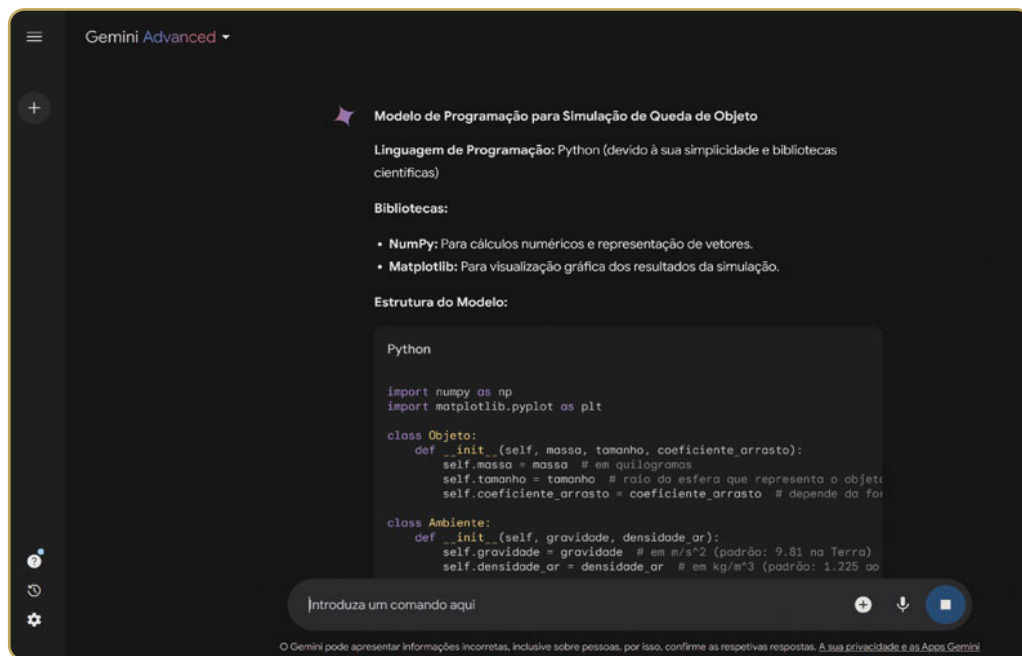 Gemini Advanced
Modelo de Programação para Simulação de Queda de Objeto
Linguagem de Programação: Python (devido à sua simplicidade e bibliotecas
científicas)
Bibliotecas:
• NumPy: Para cálculos numéricos e representação de vetores.
• Matplotlib: Para visualização gráfica dos resultados da simulação.
Estrutura do Modelo:
Python
import numpy as np
import matplotlib.pyplot as plt
class Objeto:
def __init__(self, massa, tamanho, coeficiente_arrasto):
self.massa = massa # em quilogramas
self.tamanho = tamanho # raio da esfera que representa o objeto
self.coeficiente_arrasto = coeficiente_arrasto # depende da for
class Ambiente:
def __init__(self, gravidade, densidade_ar):
self.gravidade = gravidade # em m/s^2 (padrão: 9.81 na Terra)
self.densidade_ar = densidade_ar # em kg/m^3 (padrão: 1.225 ao
Introduza um comando aqui
O Gemini pode apresentar informações incorretas, inclusive sobre pessoas, por isso, confirme as respetivas respostas. A sua privacidade e as Apps Gemini